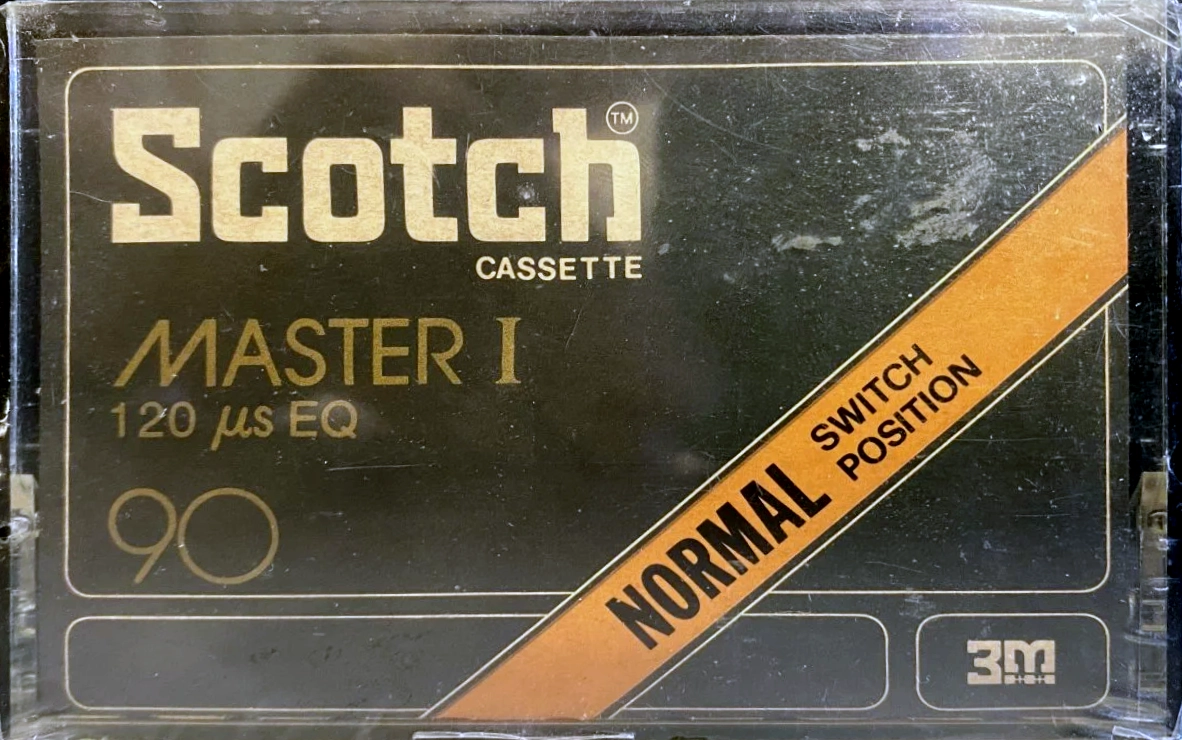 Scotch™
CASSETTE
MASTER I
120 µs EQ
90
NORMAL
SWITCH
POSITION
3M